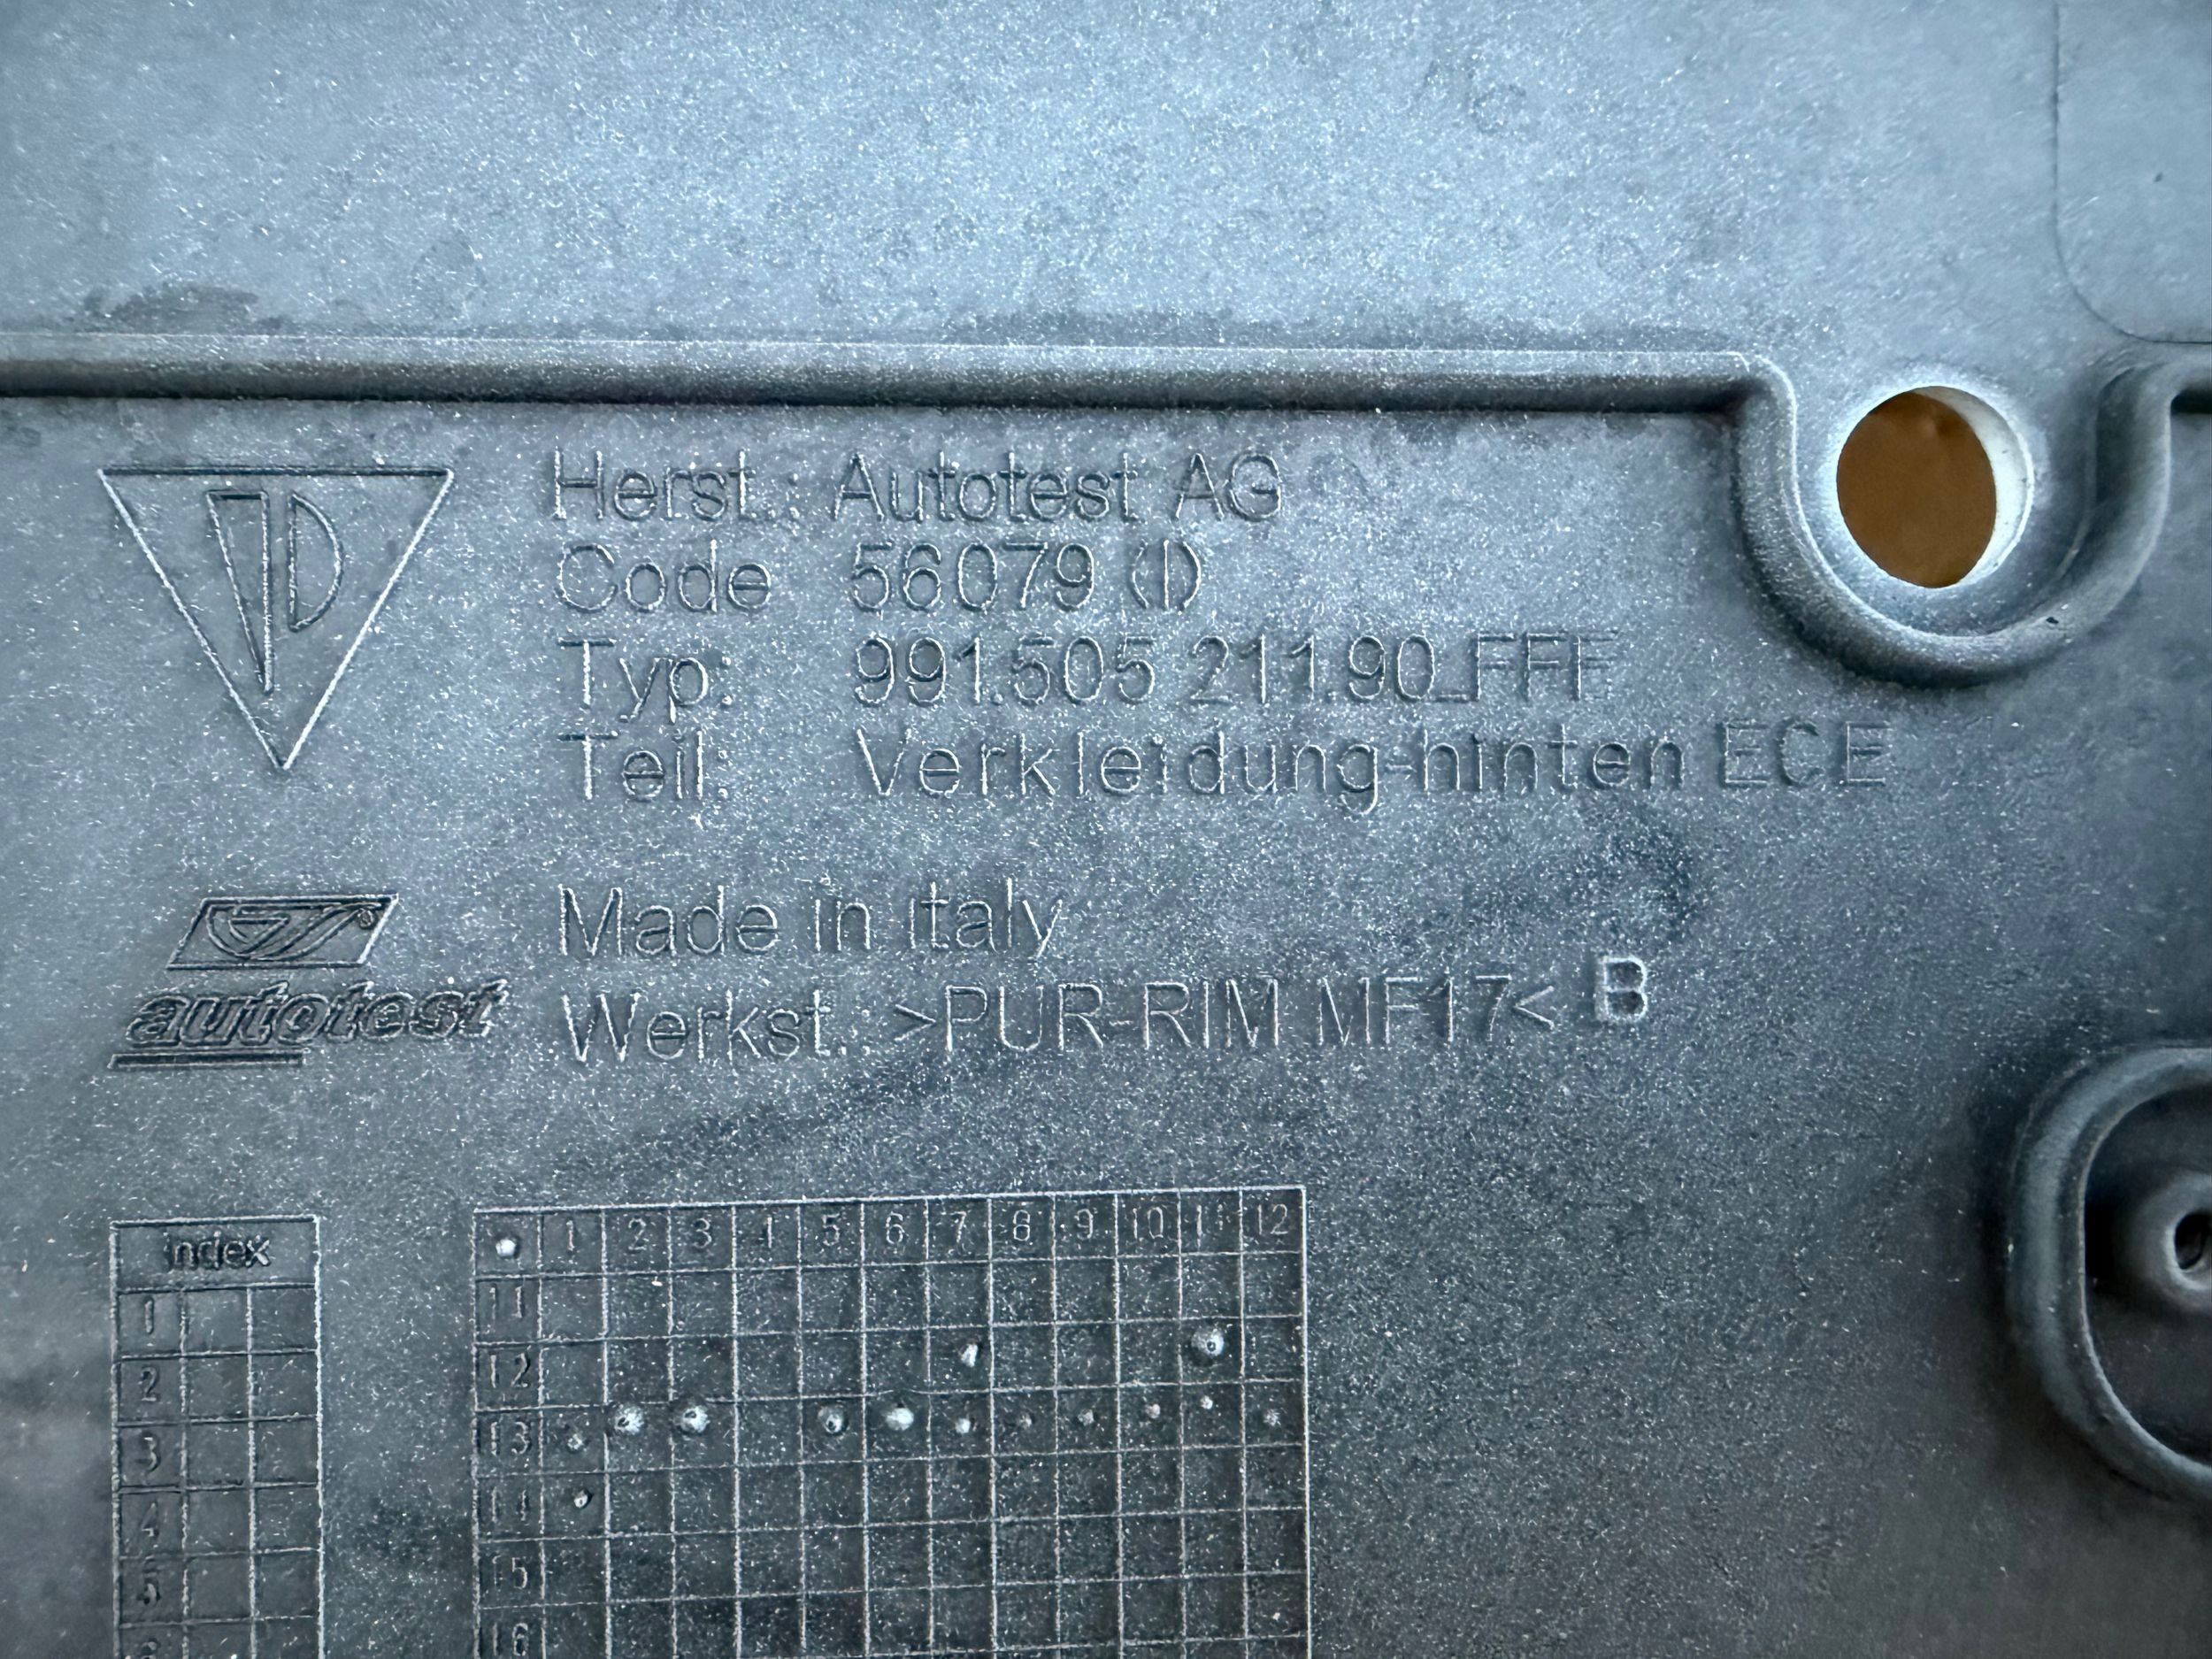 Herst.: Autotest AG
Code 56079 (I)
Typ: 991.505 211.90_FFF
Teil: Verkleidung-hinten ECE
autotest
Made in Italy
Werkst.: >PUR-RIM MF17< B
Index
1
2
3
4
5
6
1 2 3 4 5 6 7 8 9 10 11 12
11
12
13
14
15
16